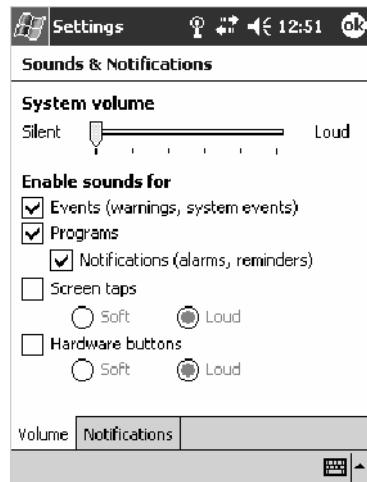 Settings 12:51 ok
Sounds & Notifications
System volume
Silent Loud
Enable sounds for
Events (warnings, system events)
Programs
Notifications (alarms, reminders)
Screen taps
Soft Loud
Hardware buttons
Soft Loud
Volume Notifications